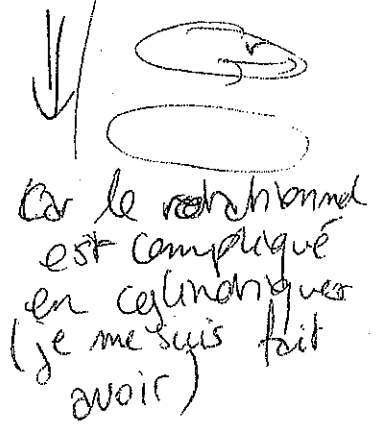 Car le rotationnel
est compliqué
en cylindriques
(je me suis fait
avoir)